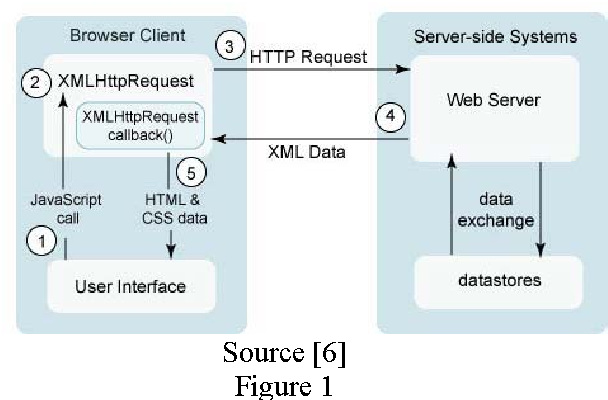 Browser Client
Server-side Systems
3
HTTP Request
2
XMLHttpRequest
Web Server
XMLHttpRequest
callback()
4
XML Data
5
JavaScript
call
HTML &
CSS data
data
exchange
1
User Interface
datastores
Source [6]
Figure 1